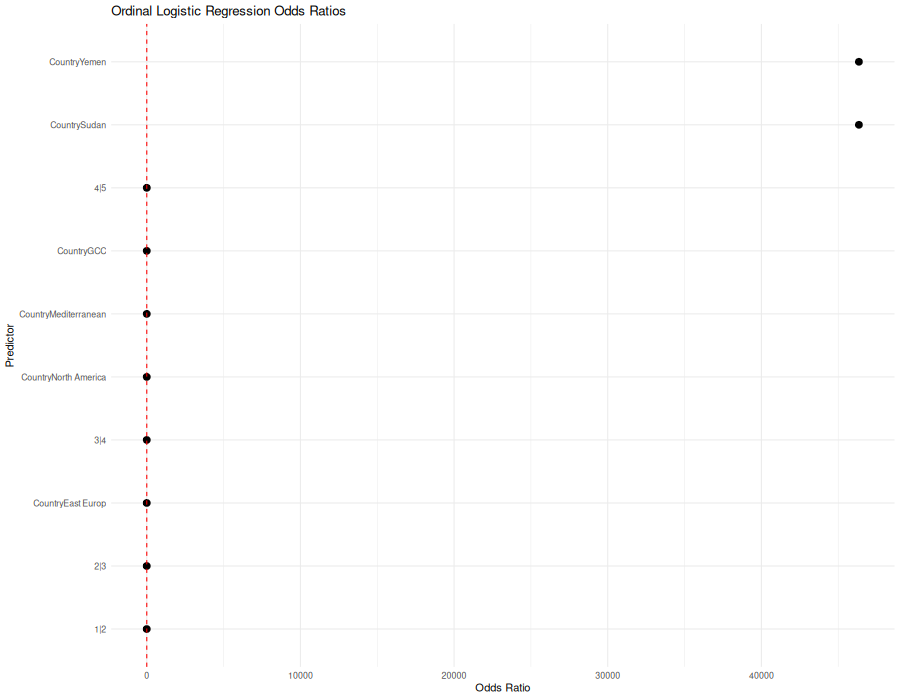 Ordinal Logistic Regression Odds Ratios
CountryYemen
CountrySudan
4|5
CountryGCC
CountryMediterranean
CountryNorth America
3|4
CountryEast Europ
2|3
1|2
Predictor
0 10000 20000 30000 40000
Odds Ratio